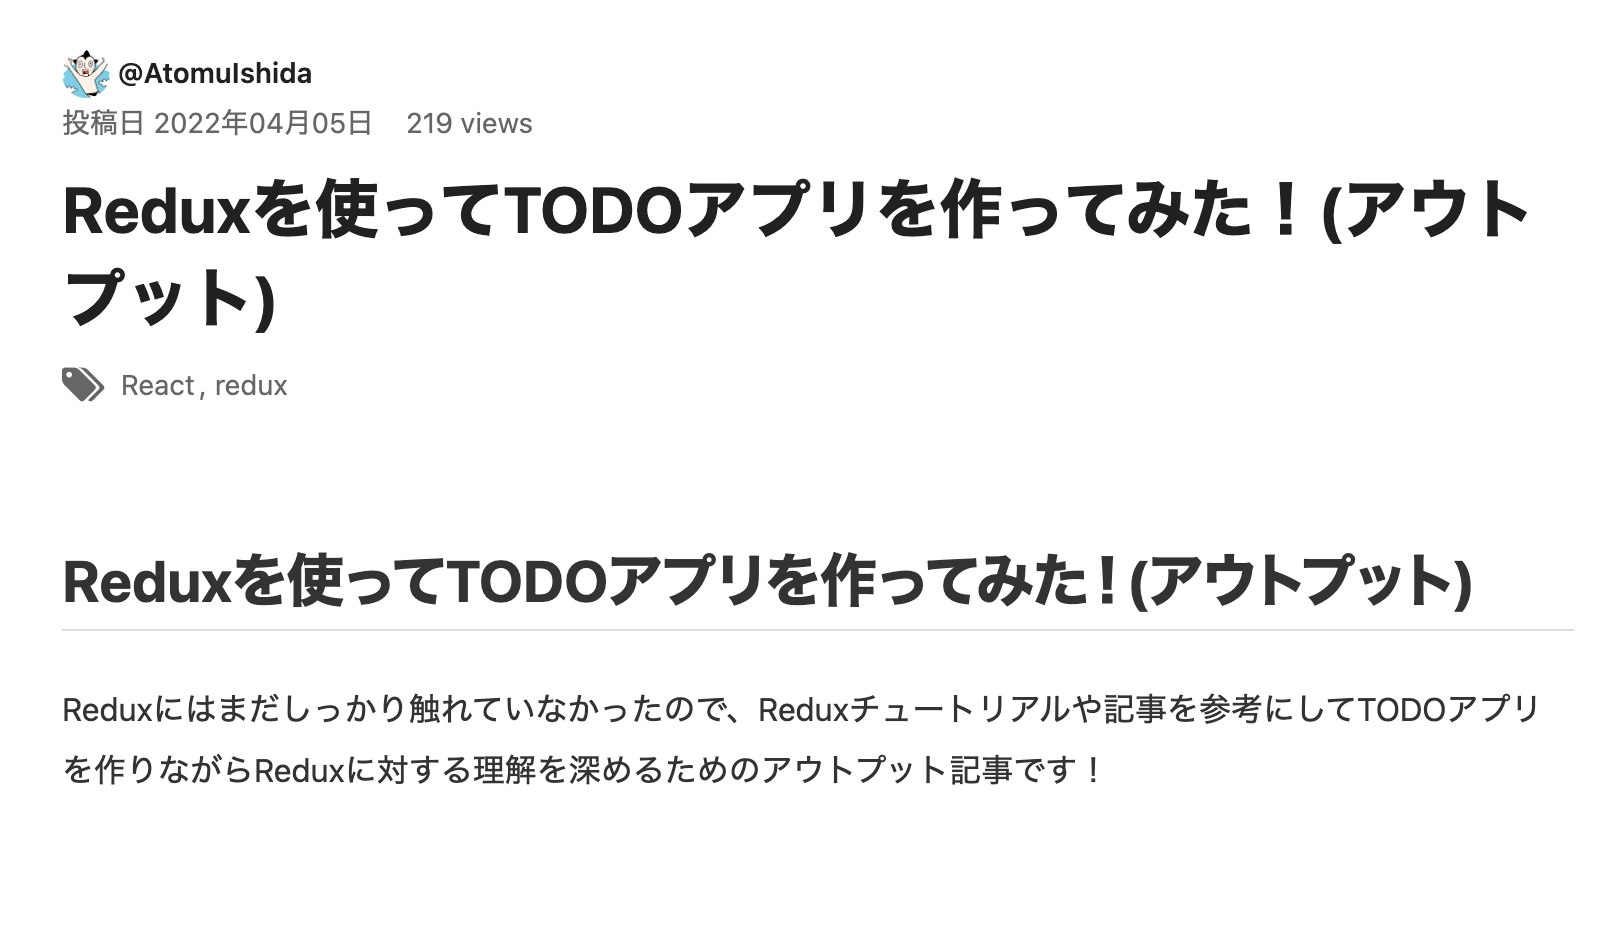 @AtomuIshida
投稿日 2022年04月05日 219 views
Reduxを使ってTODOアプリを作ってみた！(アウト
プット)
React, redux
Reduxを使ってTODOアプリを作ってみた！(アウトプット)
Reduxにはまだしっかり触れていなかったので、Reduxチュートリアルや記事を参考にしてTODOアプリ
を作りながらReduxに対する理解を深めるためのアウトプット記事です！